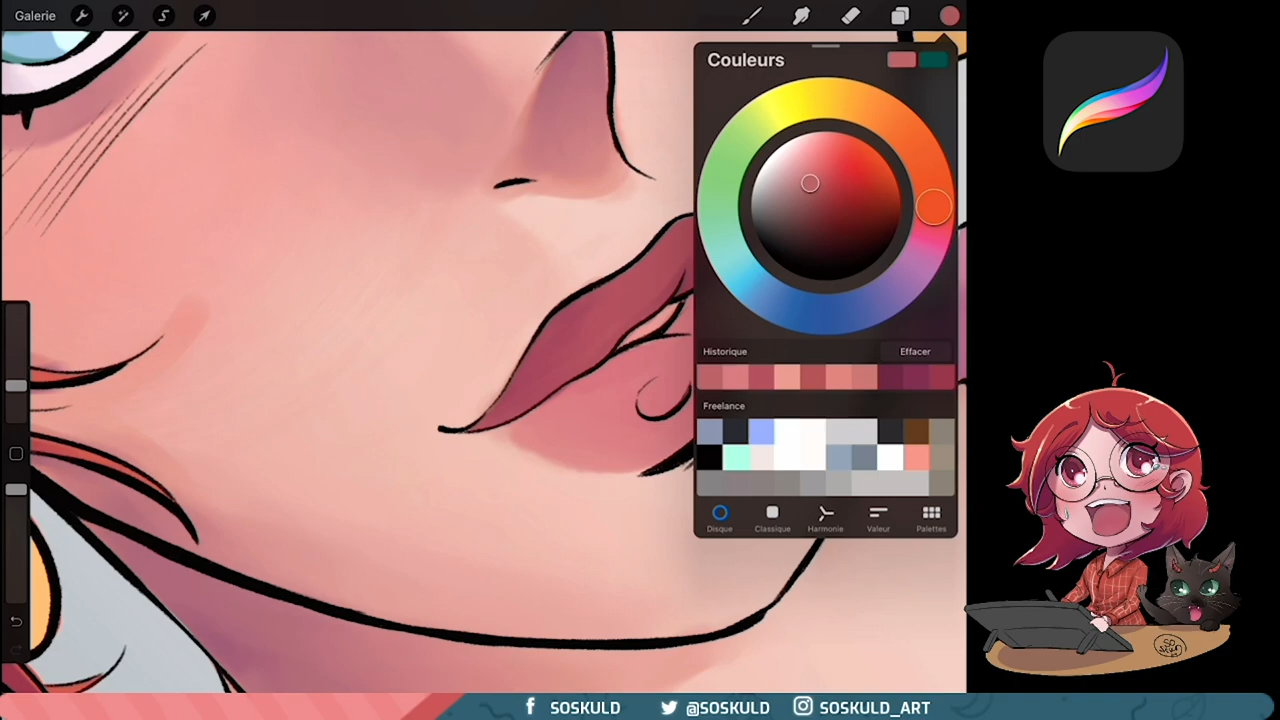 Galerie
Couleurs
Historique
Effacer
Freelance
Disque
Classique
Harmonie
Valeur
Palettes
SOSKULD
@SOSKULD
SOSKULD_ART